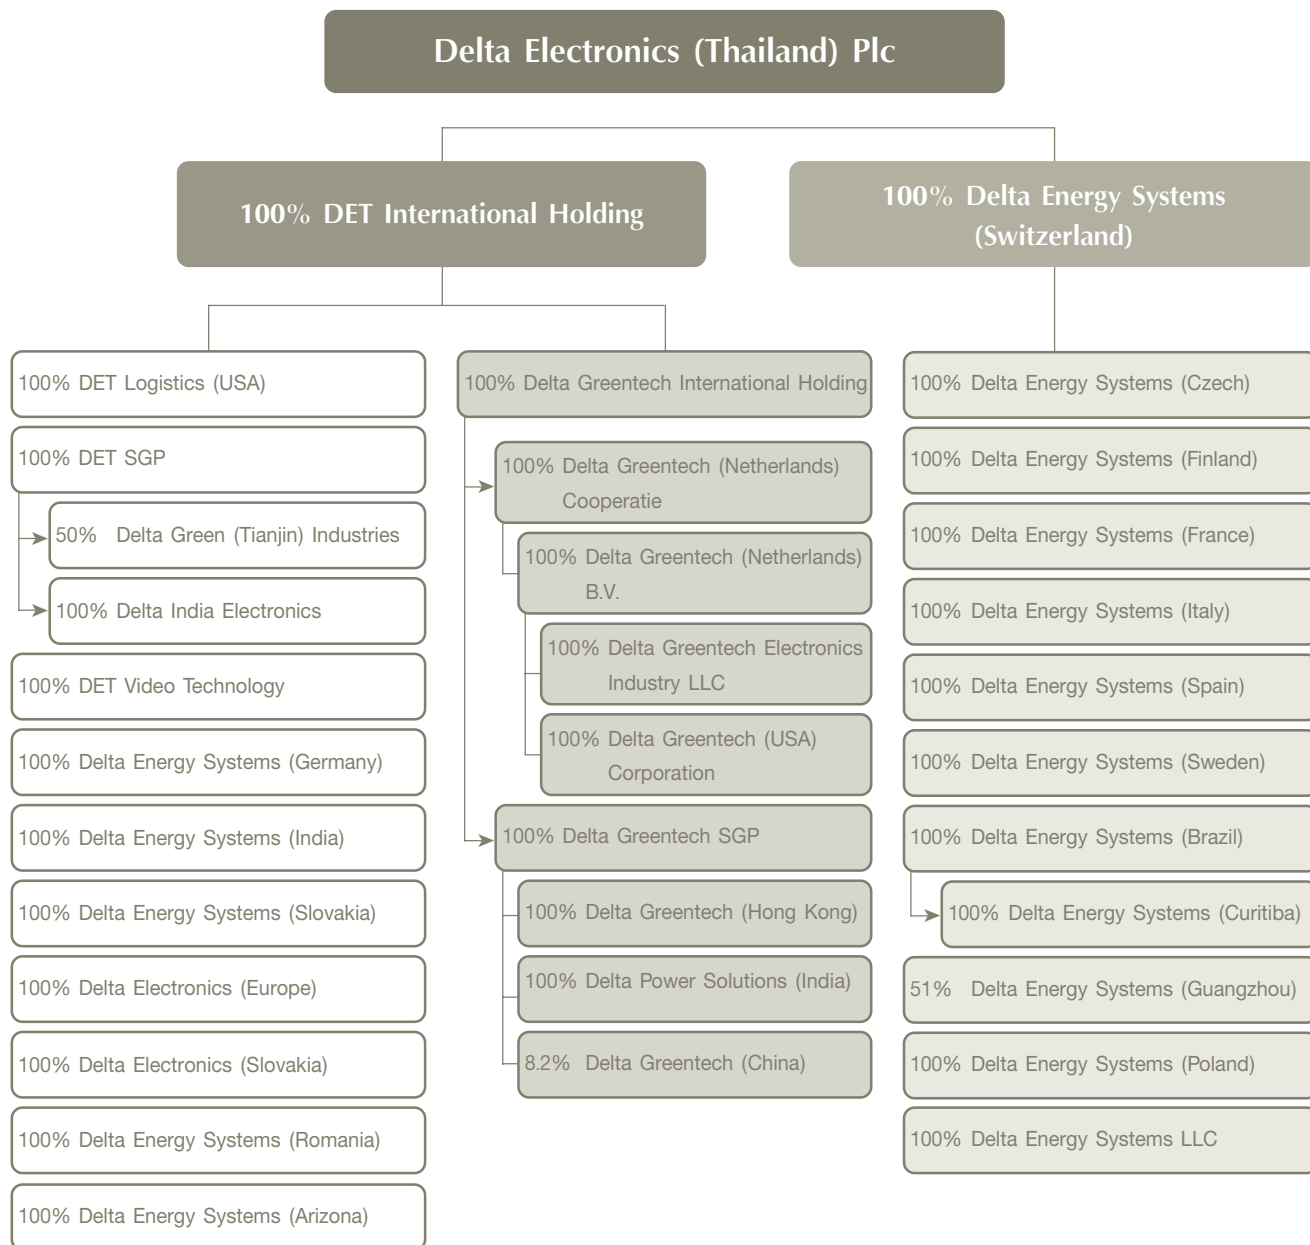 Delta Electronics (Thailand) Plc
100% DET International Holding
100% Delta Energy Systems
(Switzerland)
100% DET Logistics (USA)
100% DET SGP
50% Delta Green (Tianjin) Industries
100% Delta India Electronics
100% DET Video Technology
100% Delta Energy Systems (Germany)
100% Delta Energy Systems (India)
100% Delta Energy Systems (Slovakia)
100% Delta Electronics (Europe)
100% Delta Electronics (Slovakia)
100% Delta Energy Systems (Romania)
100% Delta Energy Systems (Arizona)
100% Delta Greentech International Holding
100% Delta Greentech (Netherlands)
Cooperatie
100% Delta Greentech (Netherlands)
B.V.
100% Delta Greentech Electronics
Industry LLC
100% Delta Greentech (USA)
Corporation
100% Delta Greentech SGP
100% Delta Greentech (Hong Kong)
100% Delta Power Solutions (India)
8.2% Delta Greentech (China)
100% Delta Energy Systems (Czech)
100% Delta Energy Systems (Finland)
100% Delta Energy Systems (France)
100% Delta Energy Systems (Italy)
100% Delta Energy Systems (Spain)
100% Delta Energy Systems (Sweden)
100% Delta Energy Systems (Brazil)
100% Delta Energy Systems (Curitiba)
51% Delta Energy Systems (Guangzhou)
100% Delta Energy Systems (Poland)
100% Delta Energy Systems LLC